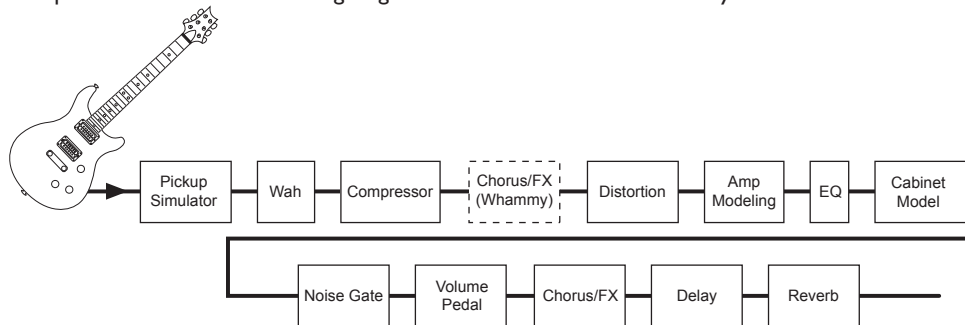 Pickup
Simulator
Wah
Compressor
Chorus/FX
(Whammy)
Distortion
Amp
Modeling
EQ
Cabinet
Model
Noise Gate
Volume
Pedal
Chorus/FX
Delay
Reverb